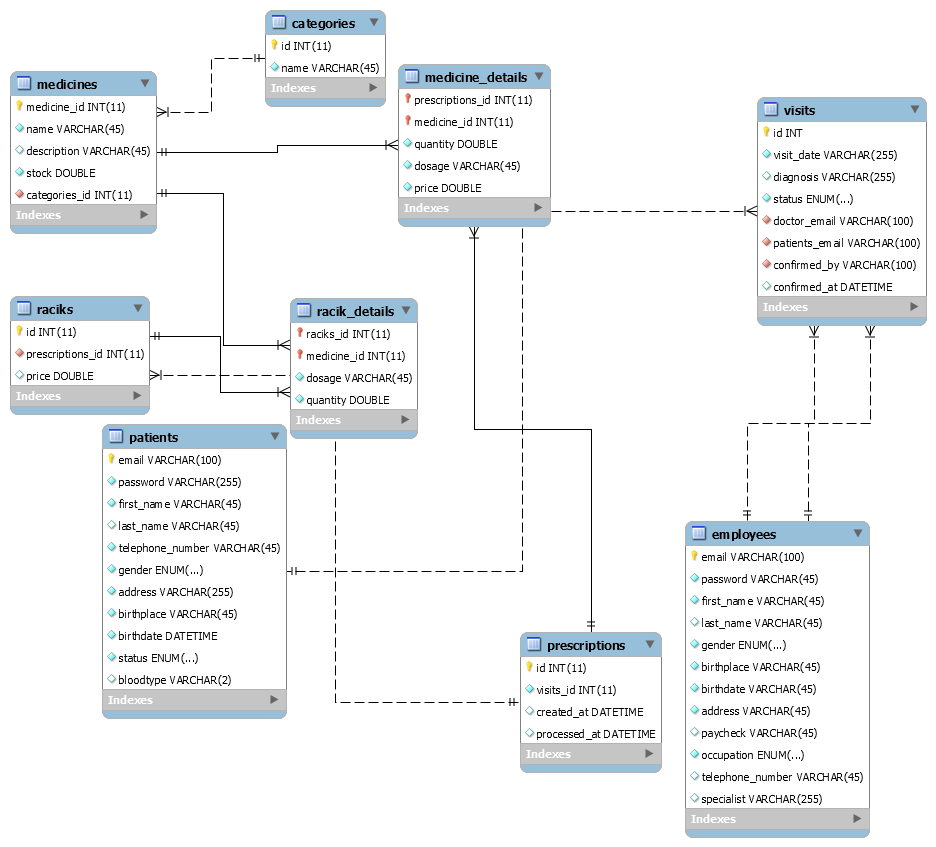 categories
id INT(11)
name VARCHAR(45)
Indexes
medicines
medicine_id INT(11)
name VARCHAR(45)
description VARCHAR(45)
stock DOUBLE
categories_id INT(11)
Indexes
medicine_details
prescriptions_id INT(11)
medicine_id INT(11)
quantity DOUBLE
dosage VARCHAR(45)
price DOUBLE
Indexes
visits
id INT
visit_date VARCHAR(255)
diagnosis VARCHAR(255)
status ENUM(...)
doctor_email VARCHAR(100)
patients_email VARCHAR(100)
confirmed_by VARCHAR(100)
confirmed_at DATETIME
Indexes
raciks
id INT(11)
prescriptions_id INT(11)
price DOUBLE
Indexes
racik_details
raciks_id INT(11)
medicine_id INT(11)
dosage VARCHAR(45)
quantity DOUBLE
Indexes
patients
email VARCHAR(100)
password VARCHAR(255)
first_name VARCHAR(45)
last_name VARCHAR(45)
telephone_number VARCHAR(45)
gender ENUM(...)
address VARCHAR(255)
birthplace VARCHAR(45)
birthdate DATETIME
status ENUM(...)
bloodtype VARCHAR(2)
Indexes
prescriptions
id INT(11)
visits_id INT(11)
created_at DATETIME
processed_at DATETIME
Indexes
employees
email VARCHAR(100)
password VARCHAR(45)
first_name VARCHAR(45)
last_name VARCHAR(45)
gender ENUM(...)
birthplace VARCHAR(45)
birthdate VARCHAR(45)
address VARCHAR(45)
paycheck VARCHAR(45)
occupation ENUM(...)
telephone_number VARCHAR(45)
specialist VARCHAR(255)
Indexes